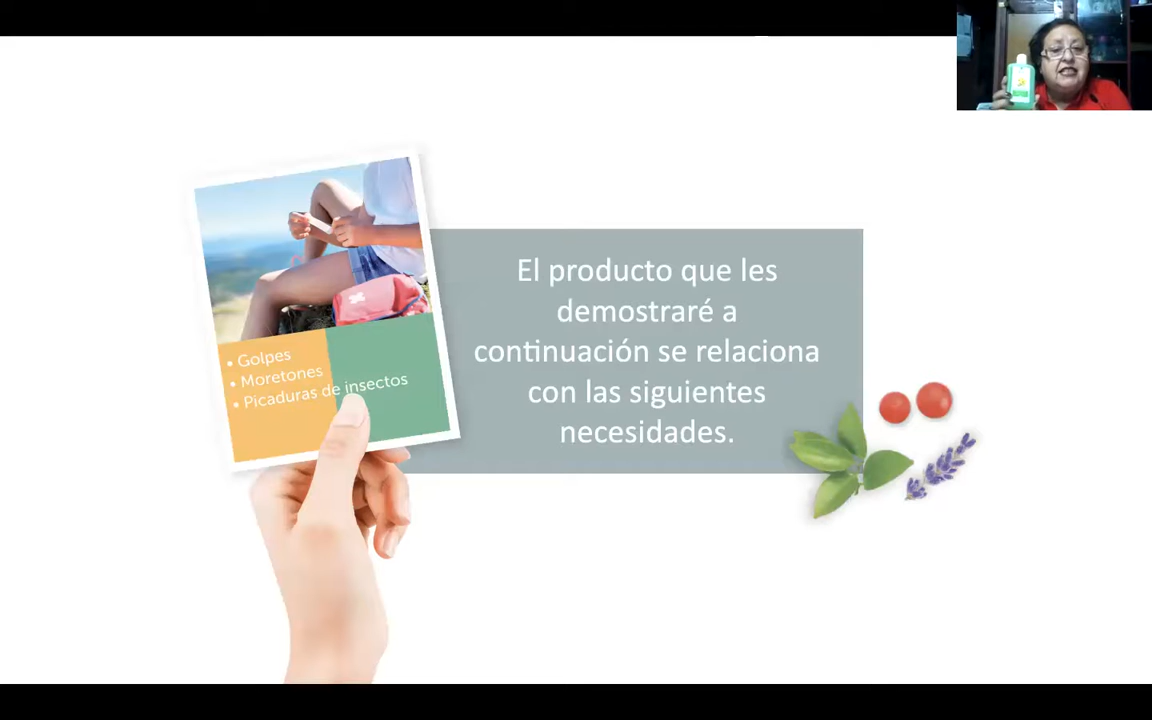 El producto que les
demostraré a
continuación se relaciona
con las siguientes
necesidades.
• Golpes
• Moretones
• Picaduras de insectos